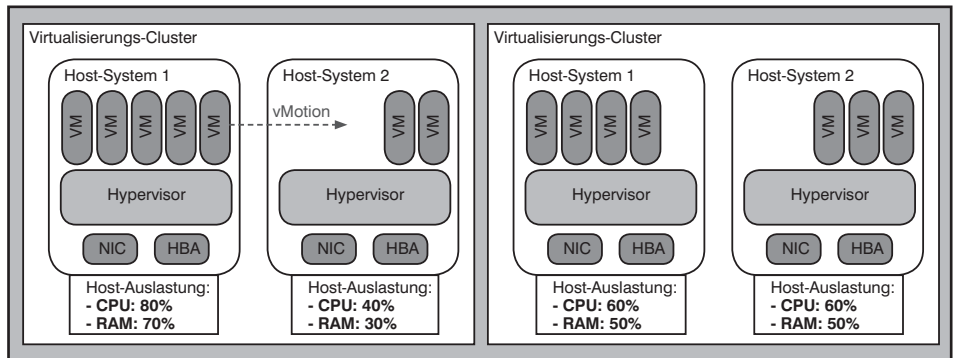 Virtualisierungs-Cluster
Host-System 1
VM VM VM VM VM
vMotion
Hypervisor
NIC HBA
Host-Auslastung:
- CPU: 80%
- RAM: 70%
Host-System 2
VM VM
Hypervisor
NIC HBA
Host-Auslastung:
- CPU: 40%
- RAM: 30%
Virtualisierungs-Cluster
Host-System 1
VM VM VM VM
Hypervisor
NIC HBA
Host-Auslastung:
- CPU: 60%
- RAM: 50%
Host-System 2
VM VM VM
Hypervisor
NIC HBA
Host-Auslastung:
- CPU: 60%
- RAM: 50%